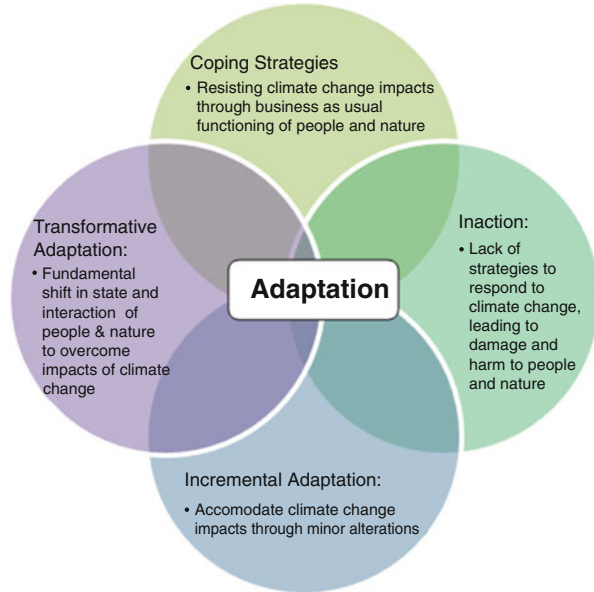 Coping Strategies
• Resisting climate change impacts
through business as usual
functioning of people and nature
Transformative
Adaptation:
• Fundamental
shift in state and
interaction of
people & nature
to overcome
impacts of climate
change
Adaptation
Inaction:
• Lack of
strategies to
respond to
climate change,
leading to
damage and
harm to people
and nature
Incremental Adaptation:
• Accomodate climate change
impacts through minor alterations